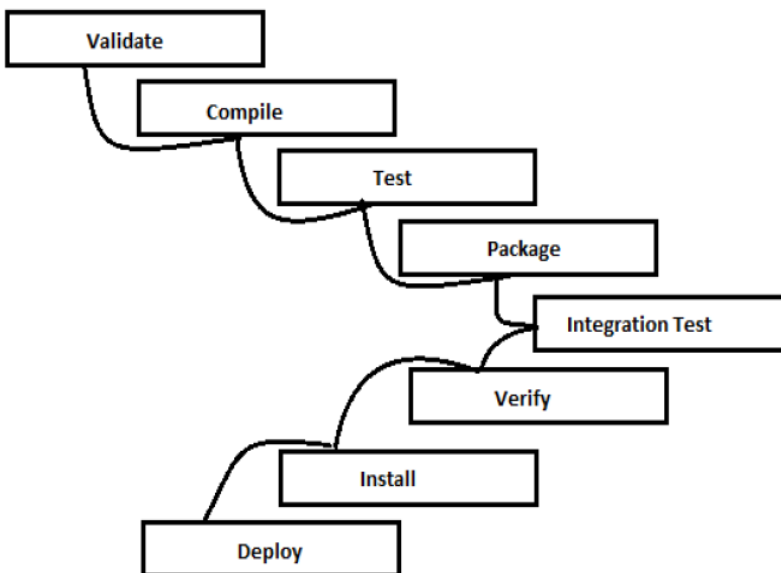 Validate
Compile
Test
Package
Integration Test
Verify
Install
Deploy